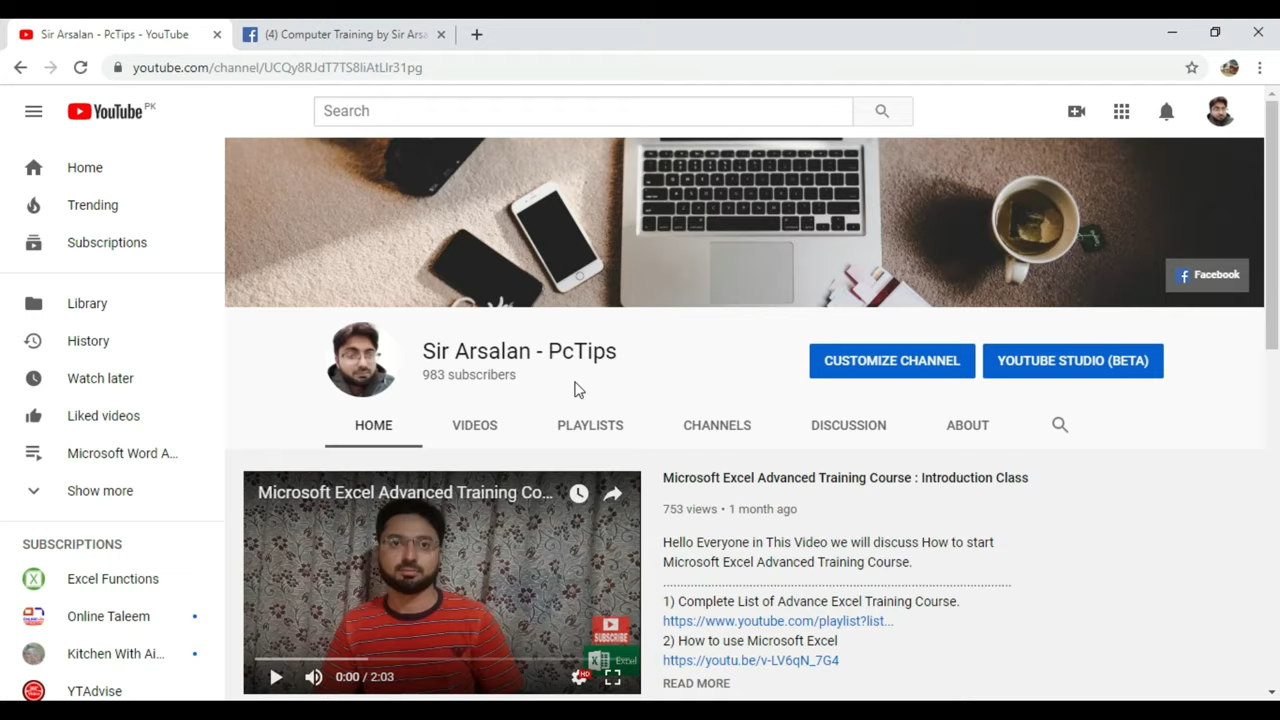 Sir Arsalan - PcTips - YouTube
(4) Computer Training by Sir Arsa
youtube.com/channel/UCQy8RJdT7TS8IiAtLIr31pg
YouTube PK
Search
Home
Trending
Subscriptions
Library
History
Watch later
Liked videos
Microsoft Word A...
Show more
SUBSCRIPTIONS
Excel Functions
Online Taleem
Kitchen With Ai...
YTAdvise
Facebook
Sir Arsalan - PcTips
983 subscribers
CUSTOMIZE CHANNEL
YOUTUBE STUDIO (BETA)
HOME
VIDEOS
PLAYLISTS
CHANNELS
DISCUSSION
ABOUT
Microsoft Excel Advanced Training Co...
SUBSCRIBE
Excel
0:00 / 2:03
HD
Microsoft Excel Advanced Training Course : Introduction Class
753 views • 1 month ago
Hello Everyone in This Video we will discuss How to start
Microsoft Excel Advanced Training Course.
1) Complete List of Advance Excel Training Course.
https://www.youtube.com/playlist?list...
2) How to use Microsoft Excel
https://youtu.be/v-LV6qN_7G4
READ MORE